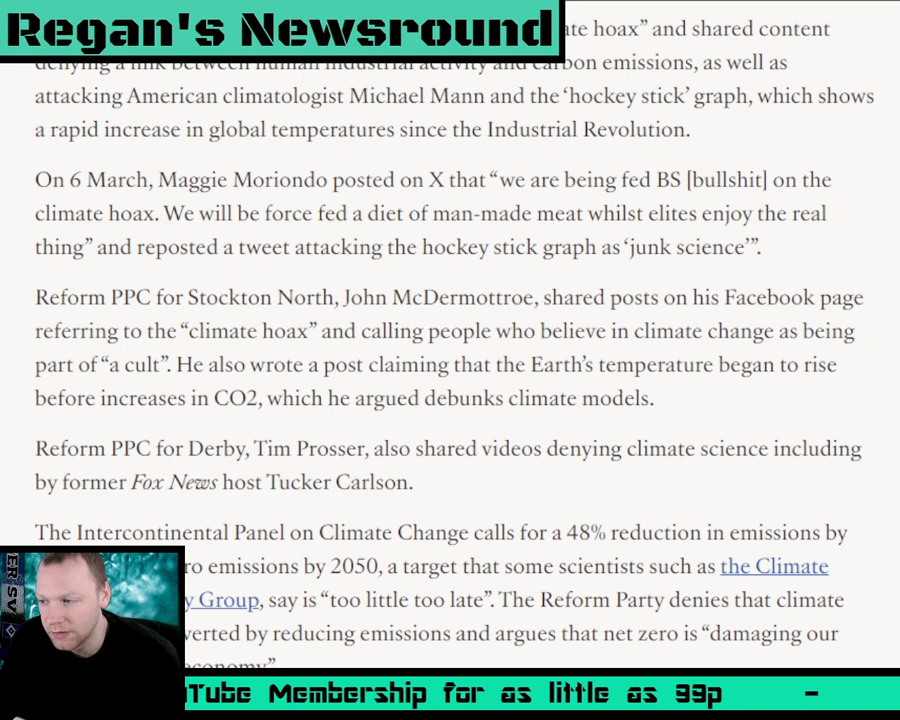 Regan's Newsround
ate hoax” and shared content
denying a link between human industrial activity and carbon emissions, as well as
attacking American climatologist Michael Mann and the ‘hockey stick’ graph, which shows
a rapid increase in global temperatures since the Industrial Revolution.
On 6 March, Maggie Moriondo posted on X that “we are being fed BS [bullshit] on the
climate hoax. We will be force fed a diet of man-made meat whilst elites enjoy the real
thing” and reposted a tweet attacking the hockey stick graph as ‘junk science’”.
Reform PPC for Stockton North, John McDermottroe, shared posts on his Facebook page
referring to the “climate hoax” and calling people who believe in climate change as being
part of “a cult”. He also wrote a post claiming that the Earth’s temperature began to rise
before increases in CO2, which he argued debunks climate models.
Reform PPC for Derby, Tim Prosser, also shared videos denying climate science including
by former Fox News host Tucker Carlson.
The Intercontinental Panel on Climate Change calls for a 48% reduction in emissions by
ro emissions by 2050, a target that some scientists such as the Climate
y Group, say is “too little too late”. The Reform Party denies that climate
verted by reducing emissions and argues that net zero is “damaging our
economy”
Tube Membership for as little as 99p -